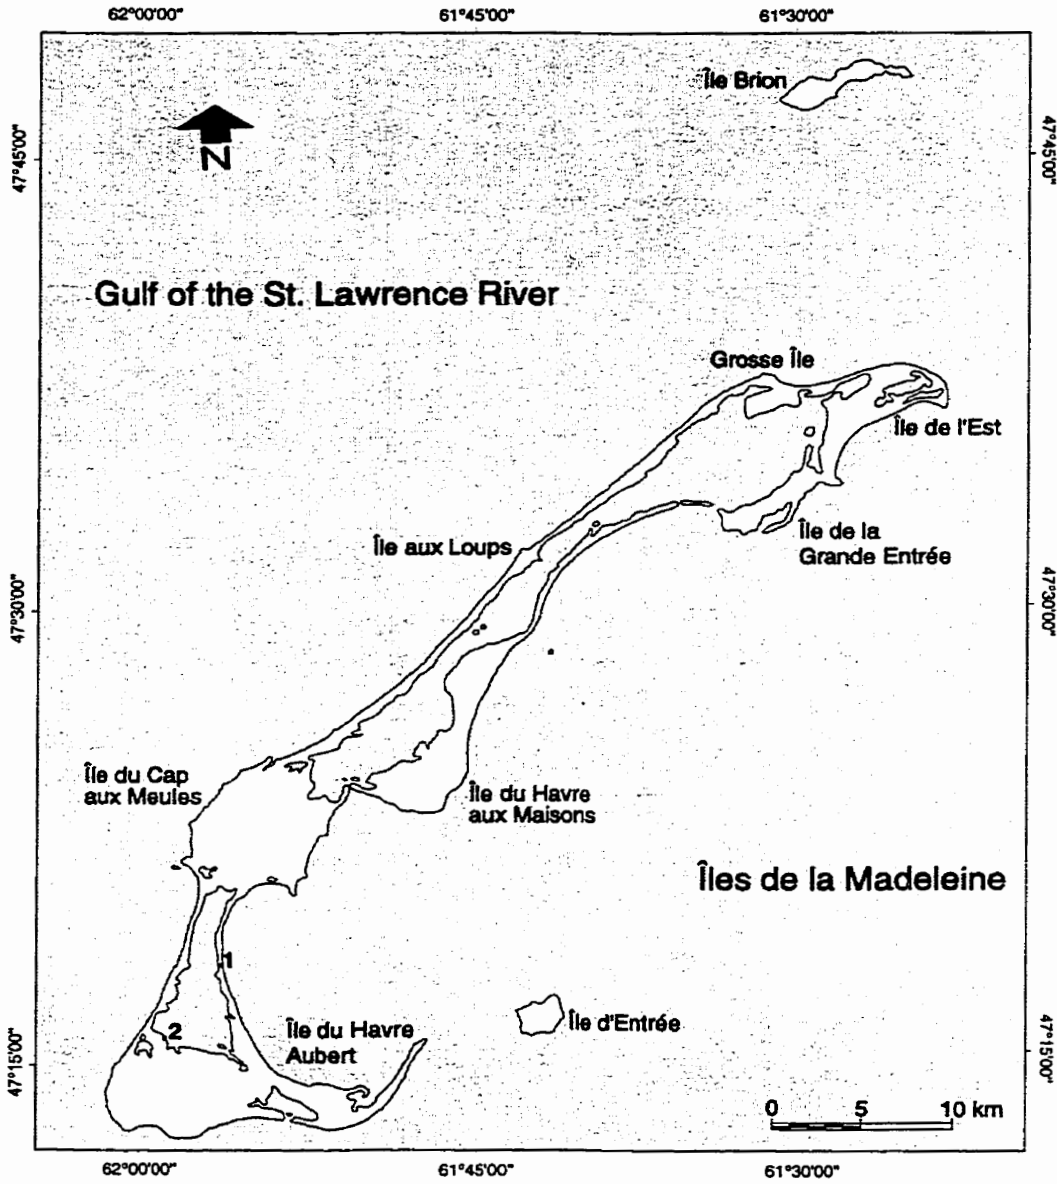 62°00'00" 61°45'00" 61°30'00"
Île Brion
N
47°45'00" 47°45'00"
Gulf of the St. Lawrence River
Grosse Île
Île de l'Est
Île de la
Grande Entrée
Île aux Loups
47°30'00" 47°30'00"
Île du Cap
aux Meules
Île du Havre
aux Maisons
Îles de la Madeleine
1
2
Île du Havre
Aubert
Île d'Entrée
47°15'00" 47°15'00"
0 5 10 km
62°00'00" 61°45'00" 61°30'00"